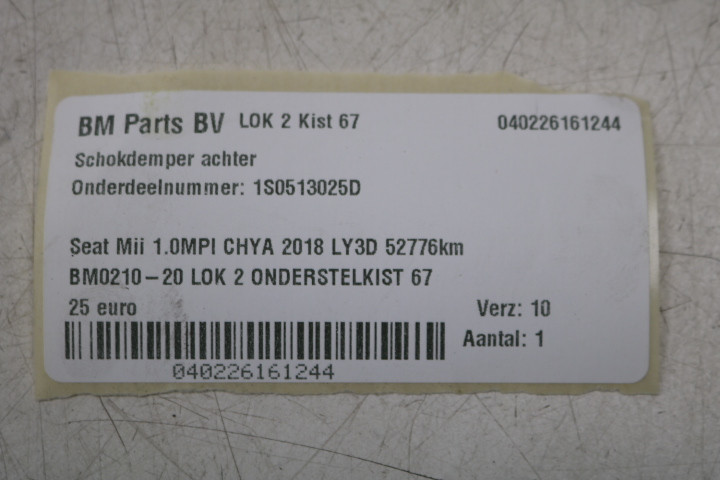 BM Parts BV LOK 2 Kist 67 040226161244
Schokdemper achter
Onderdeelnummer: 1S0513025D
Seat Mii 1.0MPI CHYA 2018 LY3D 52776km
BM0210-20 LOK 2 ONDERSTELKIST 67
25 euro Verz: 10
Aantal: 1
040226161244